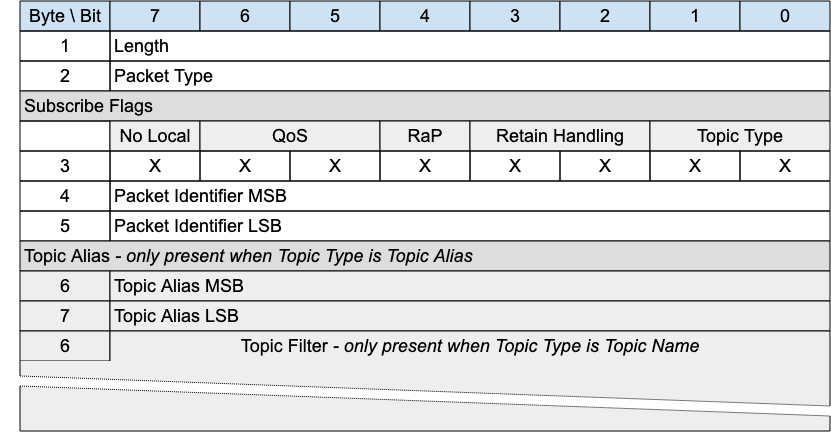 Byte \ Bit 7 6 5 4 3 2 1 0
1 Length
2 Packet Type
Subscribe Flags
No Local QoS RaP Retain Handling Topic Type
3 X X X X X X X X
4 Packet Identifier MSB
5 Packet Identifier LSB
Topic Alias - only present when Topic Type is Topic Alias
6 Topic Alias MSB
7 Topic Alias LSB
6 Topic Filter - only present when Topic Type is Topic Name